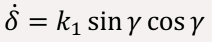 δ̇ = k₁ sin γ cos γ